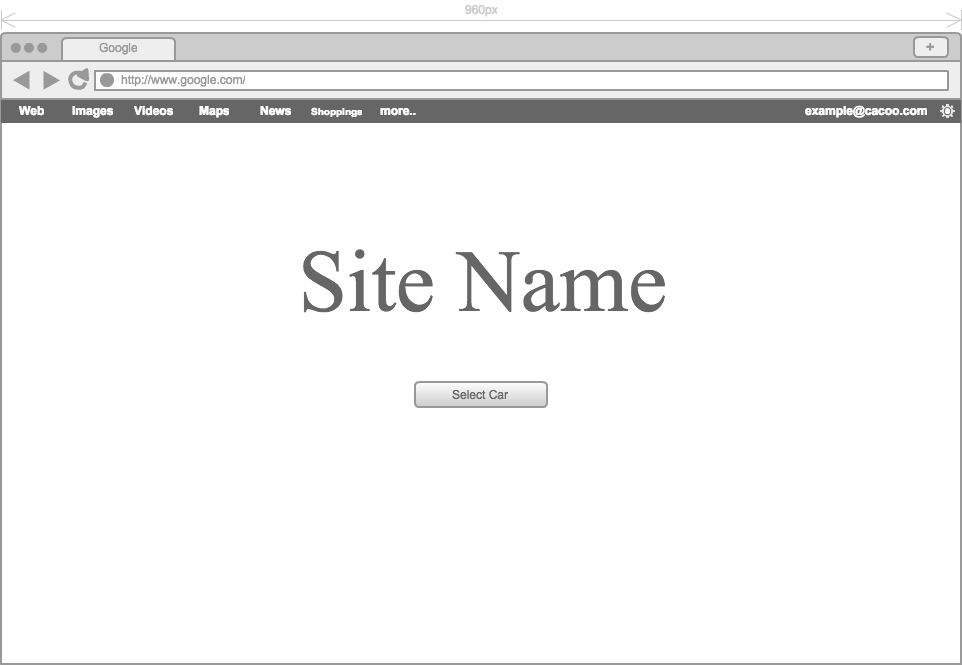 960px
Google
+
http://www.google.com/
Web Images Videos Maps News Shoppings more.. example@cacoo.com
Site Name
Select Car